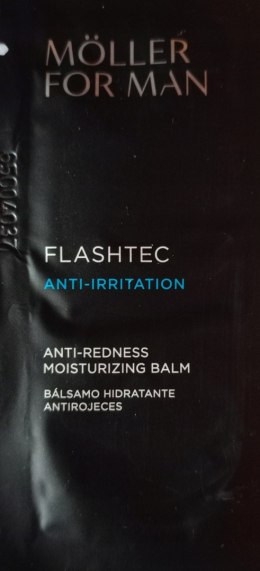 MÖLLER
FOR MAN
FLASHTEC
ANTI-IRRITATION
ANTI-REDNESS
MOISTURIZING BALM
BÁLSAMO HIDRATANTE
ANTIROJECES